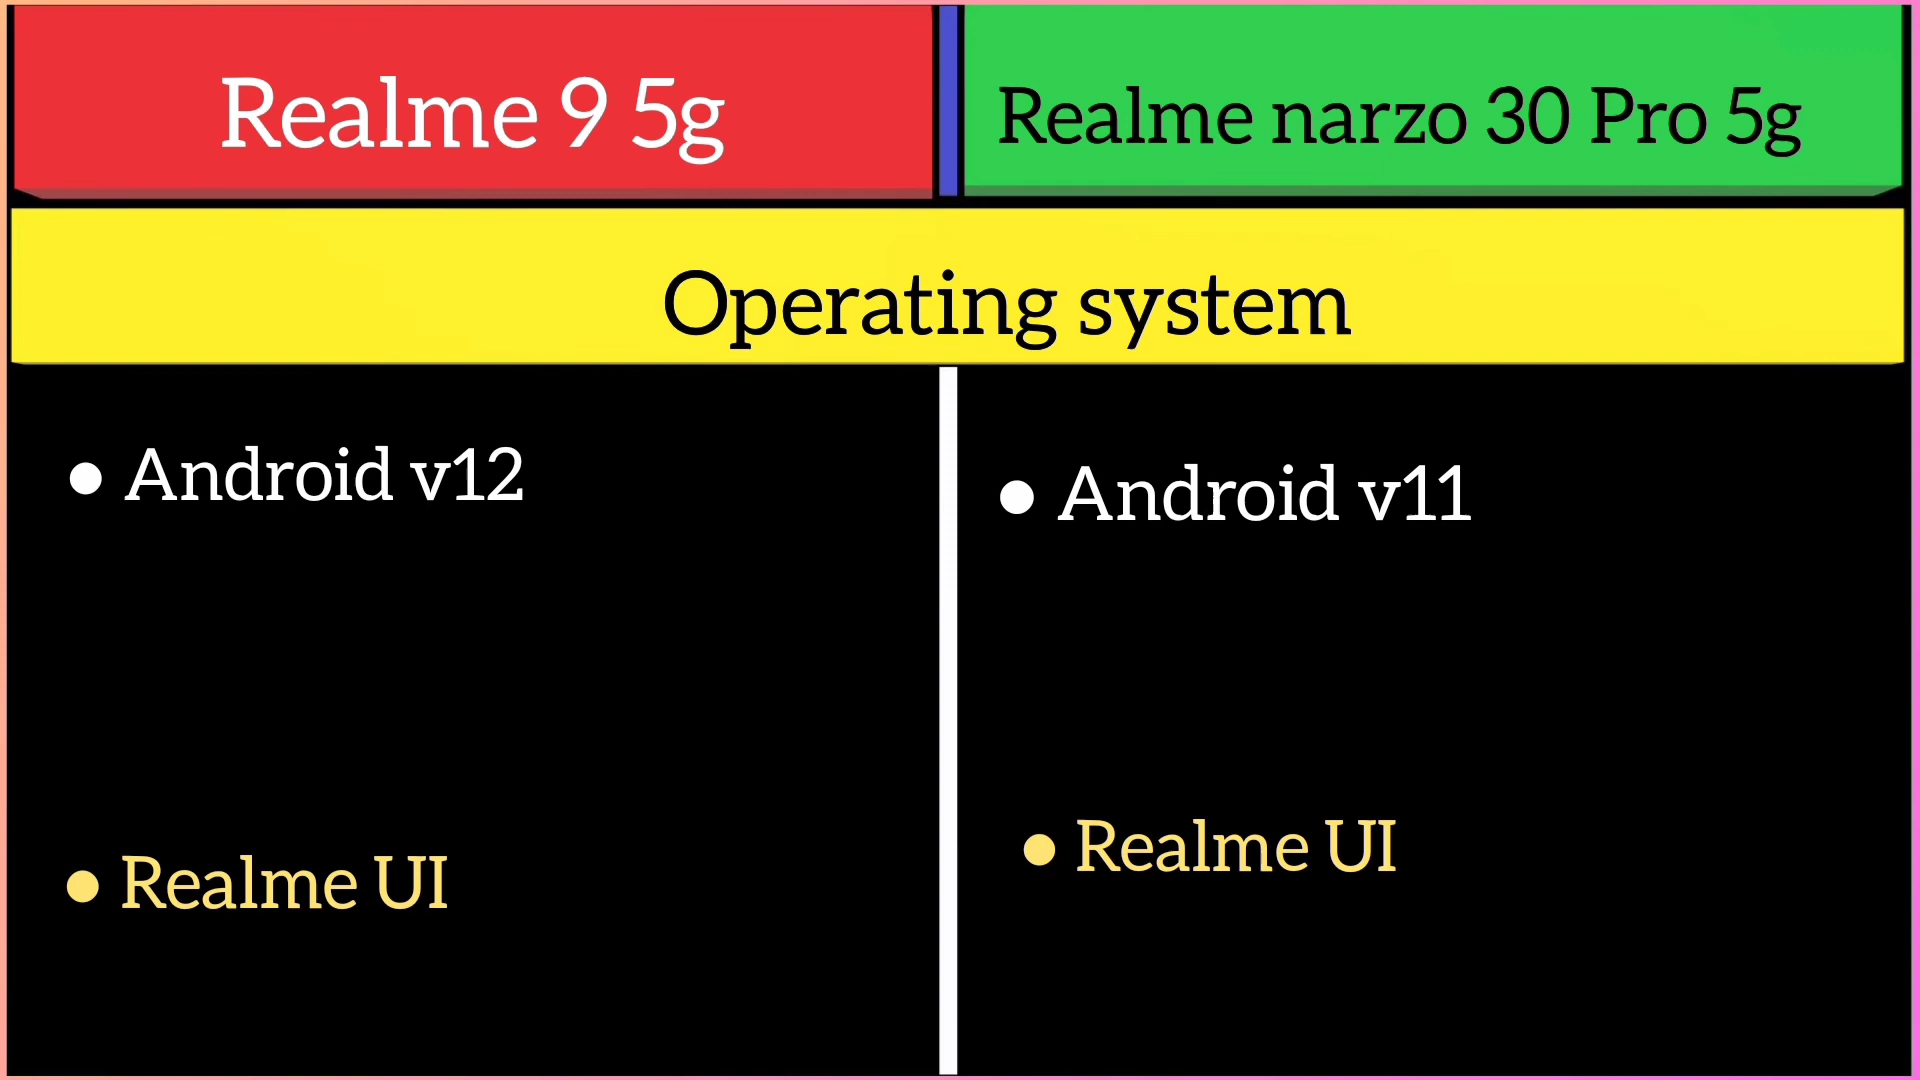 Realme 9 5g
Realme narzo 30 Pro 5g
Operating system
• Android v12
• Android v11
• Realme UI
• Realme UI